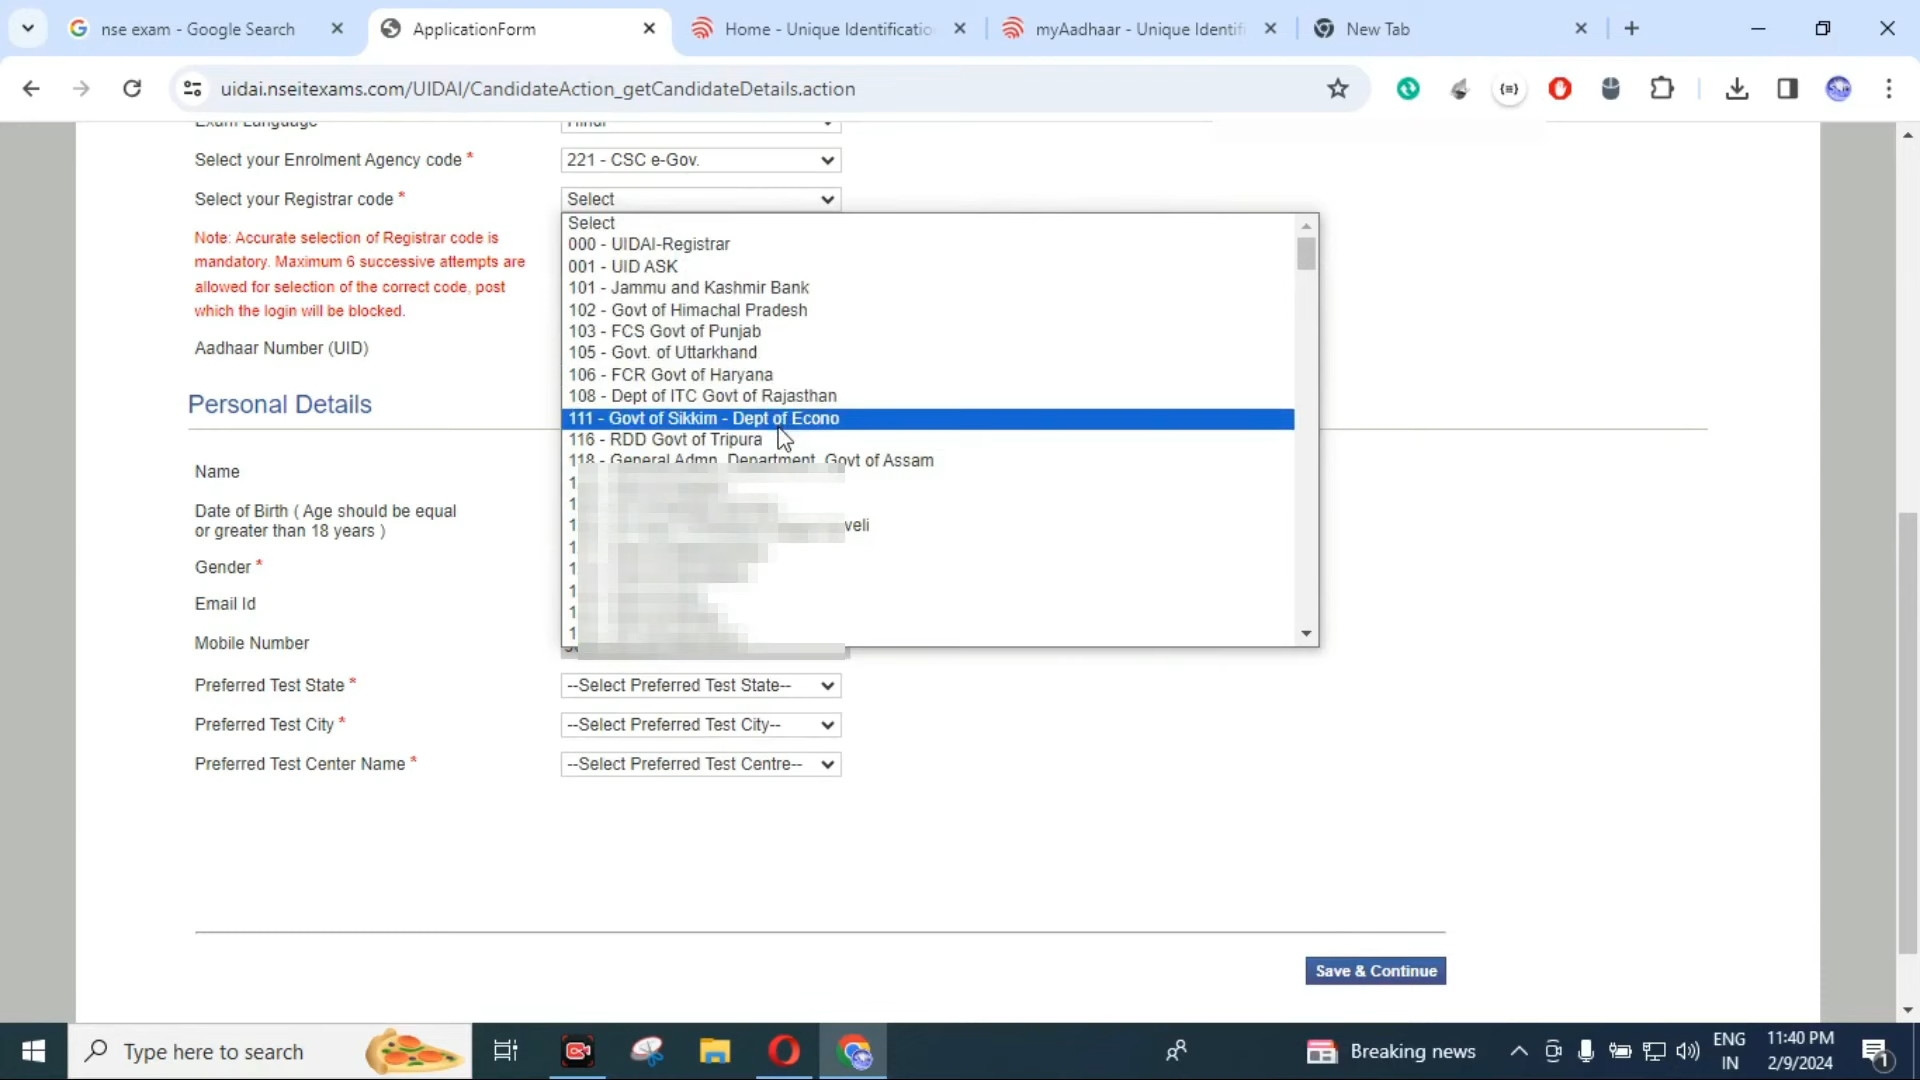 nse exam - Google Search
ApplicationForm
Home - Unique Identificatio
myAadhaar - Unique Identif
New Tab
uidai.nseitexams.com/UIDAI/CandidateAction_getCandidateDetails.action
Exam Language
Hindi
Select your Enrolment Agency code *
221 - CSC e-Gov.
Select your Registrar code *
Select
Select
000 - UIDAI-Registrar
001 - UID ASK
101 - Jammu and Kashmir Bank
102 - Govt of Himachal Pradesh
103 - FCS Govt of Punjab
105 - Govt. of Uttarkhand
106 - FCR Govt of Haryana
108 - Dept of ITC Govt of Rajasthan
111 - Govt of Sikkim - Dept of Econo
116 - RDD Govt of Tripura
118 - General Admn. Department, Govt of Assam
veli
Note: Accurate selection of Registrar code is
mandatory. Maximum 6 successive attempts are
allowed for selection of the correct code, post
which the login will be blocked.
Aadhaar Number (UID)
Personal Details
Name
Date of Birth ( Age should be equal
or greater than 18 years )
Gender *
Email Id
Mobile Number
Preferred Test State *
--Select Preferred Test State--
Preferred Test City *
--Select Preferred Test City--
Preferred Test Center Name *
--Select Preferred Test Centre--
Save & Continue
Type here to search
Breaking news
ENG
IN
11:40 PM
2/9/2024
1